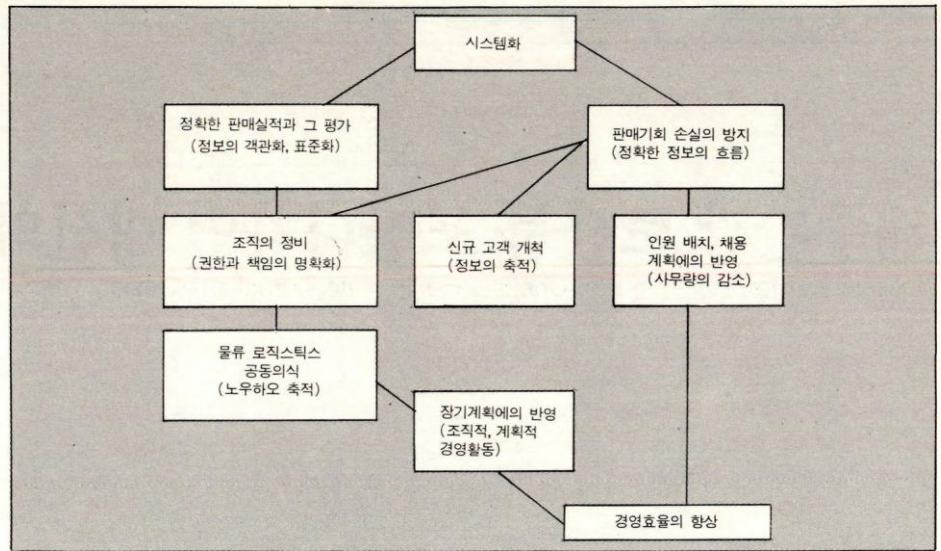 시스템화
정확한 판매실적과 그 평가
(정보의 객관화, 표준화)
판매기회 손실의 방지
(정확한 정보의 흐름)
조직의 정비
(권한과 책임의 명확화)
신규 고객 개척
(정보의 축적)
인원 배치, 채용
계획에의 반영
(사무량의 감소)
물류 로직스틱스
공동의식
(노우하오 축적)
장기계획에의 반영
(조직적, 계획적
경영활동)
경영효율의 향상